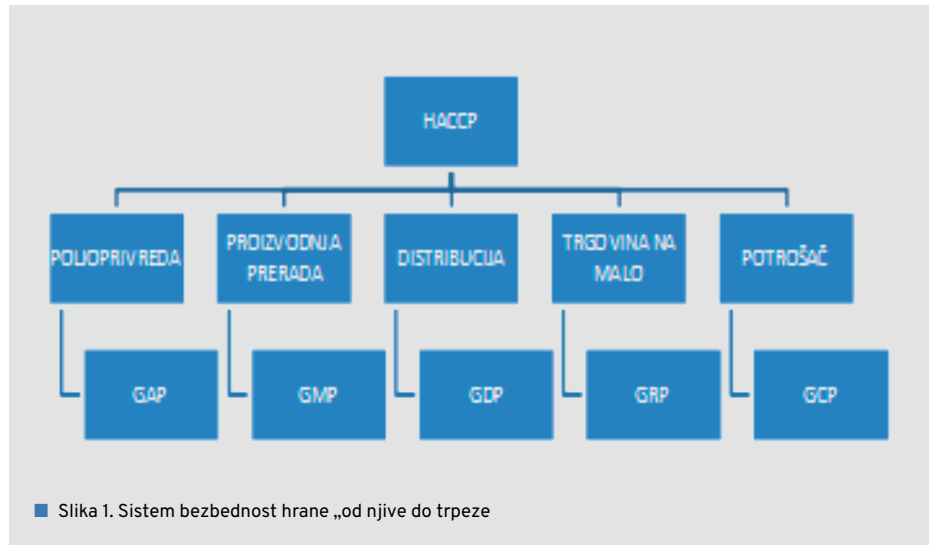 HACCP
POLJOPRIVREDA
PROIZVODNJA
PRERADA
DISTRIBUCIJA
TRGOVINA NA
MALO
POTROŠAČ
GAP
GMP
GDP
GRP
GCP
Slika 1. Sistem bezbednost hrane „od njive do trpeze